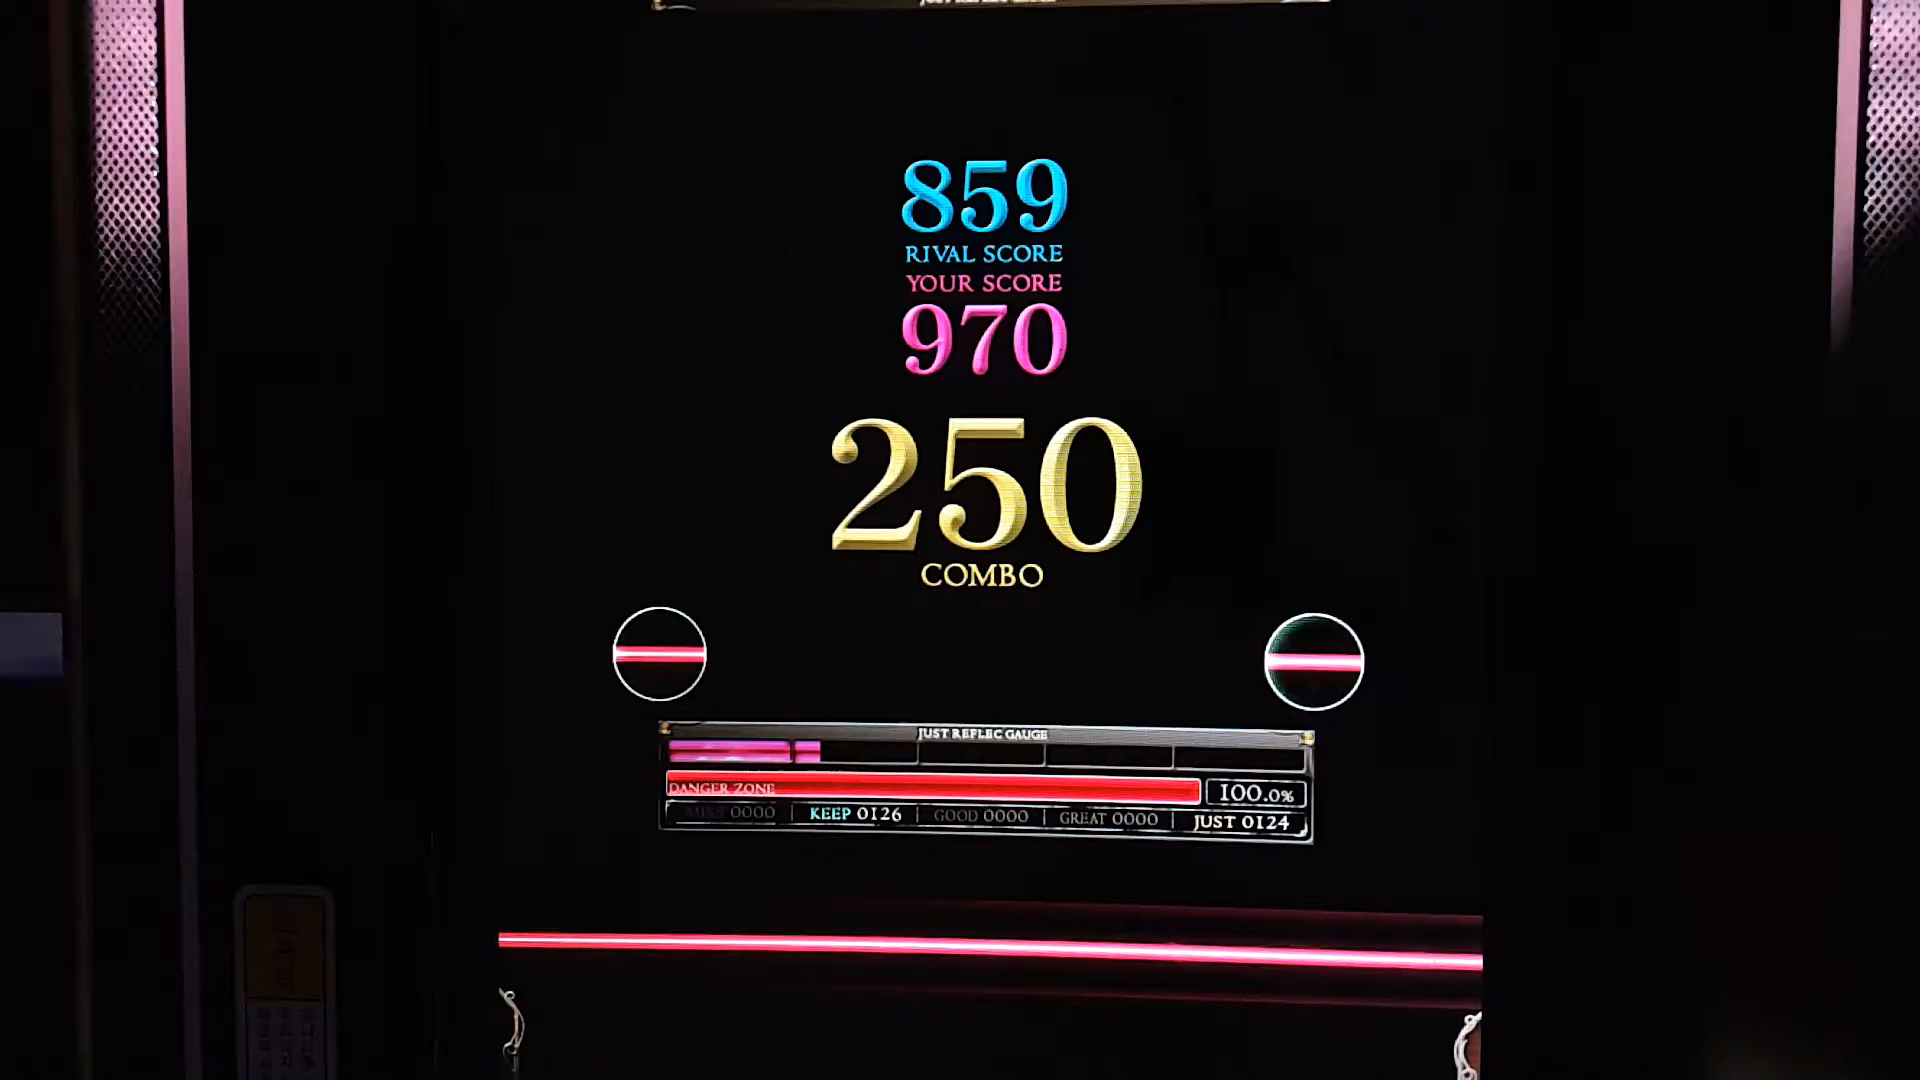 859
RIVAL SCORE
YOUR SCORE
970
250
COMBO
JUST REFLEC GAUGE
DANGER ZONE
100.0%
MISS 0000 KEEP 0126 GOOD 0000 GREAT 0000 JUST 0124